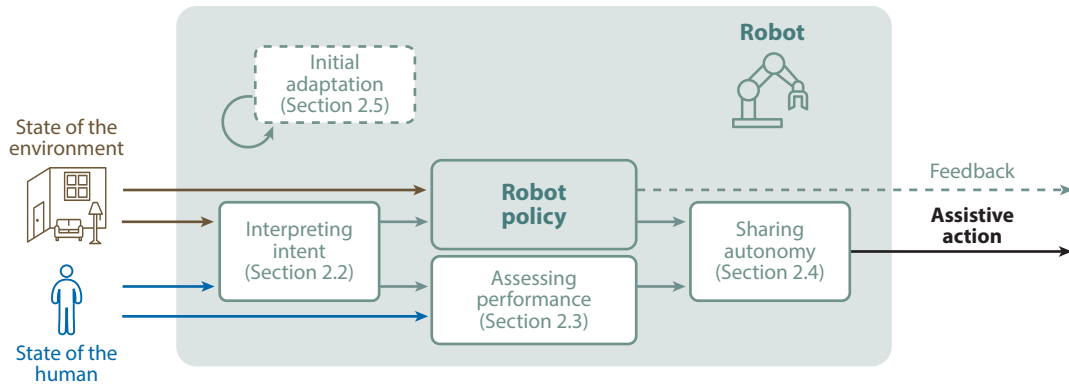 Robot
Initial
adaptation
(Section 2.5)
State of the
environment
Robot
policy
Feedback
Interpreting
intent
(Section 2.2)
Sharing
autonomy
(Section 2.4)
Assistive
action
Assessing
performance
(Section 2.3)
State of the
human